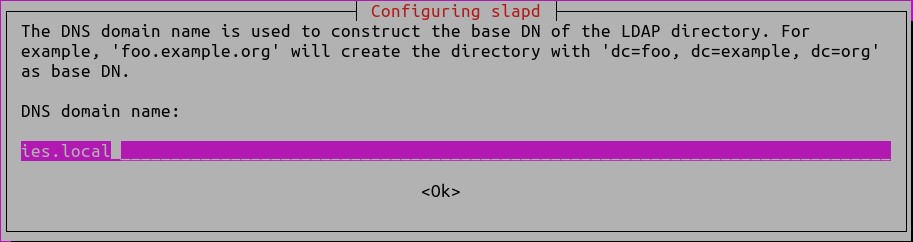 Configuring slapd
The DNS domain name is used to construct the base DN of the LDAP directory. For
example, 'foo.example.org' will create the directory with 'dc=foo, dc=example, dc=org'
as base DN.
DNS domain name:
ies.local
<Ok>